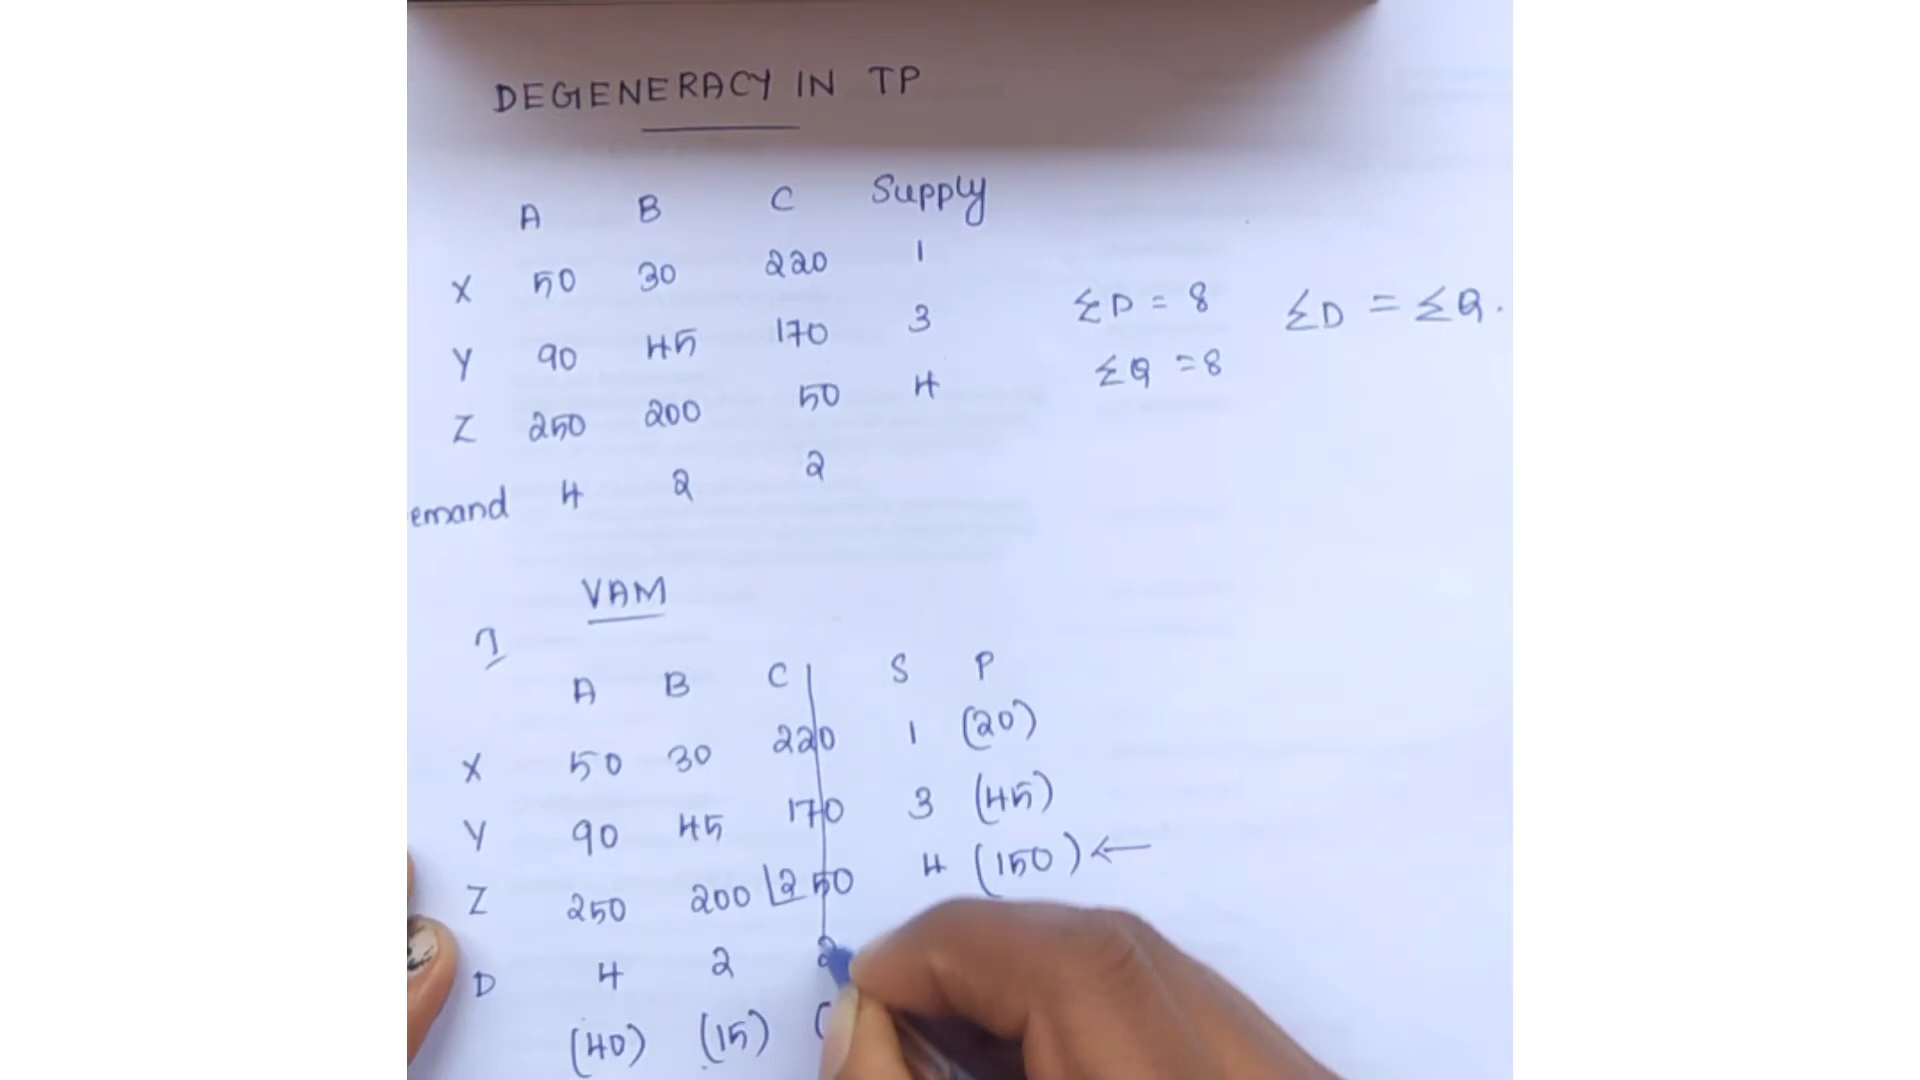 DEGENERACY IN TP
A B C Supply
X 50 30 220 1
Y 90 45 170 3
Z 250 200 50 4
emand 4 2 2
ΣD = 8 ΣD = ΣQ.
ΣQ = 8
VAM
1
A B C S P
X 50 30 220 1 (20)
Y 90 45 170 3 (45)
Z 250 200 2 50 4 (150) ←
D 4 2 2
(40) (15) (